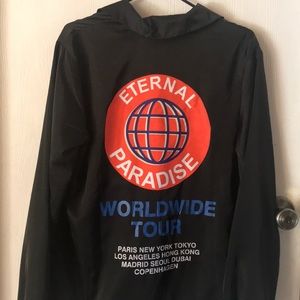 ETERNAL
PARADISE
WORLDWIDE
TOUR
PARIS NEW YORK TOKYO
LOS ANGELES HONG KONG
MADRID SEOUL DUBAI
COPENHAGEN